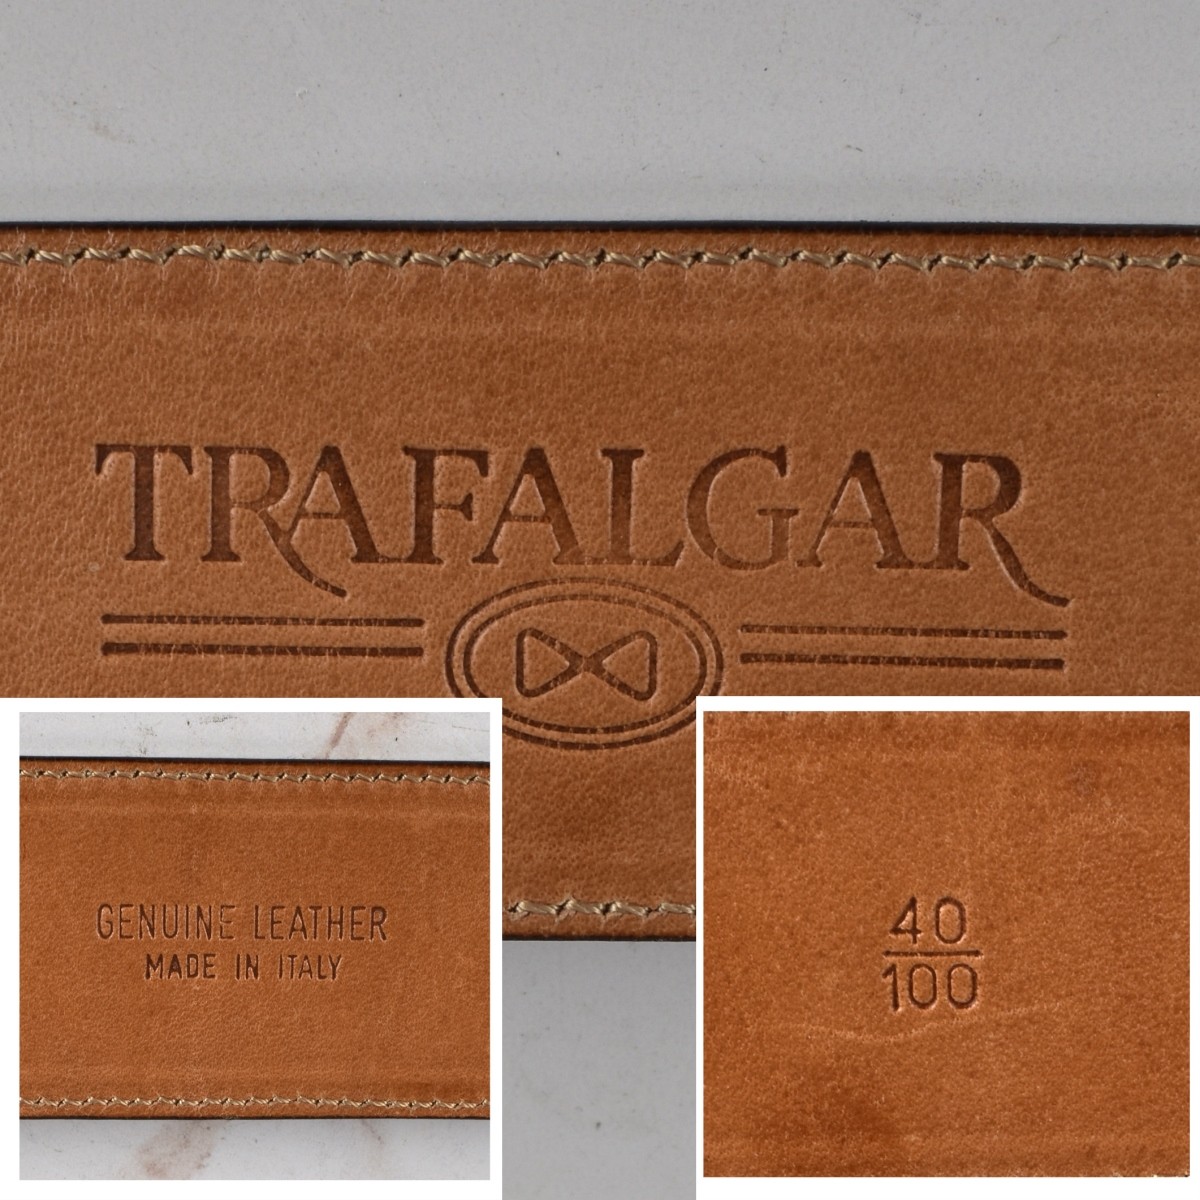 TRAFALGAR
GENUINE LEATHER
MADE IN ITALY
40
100